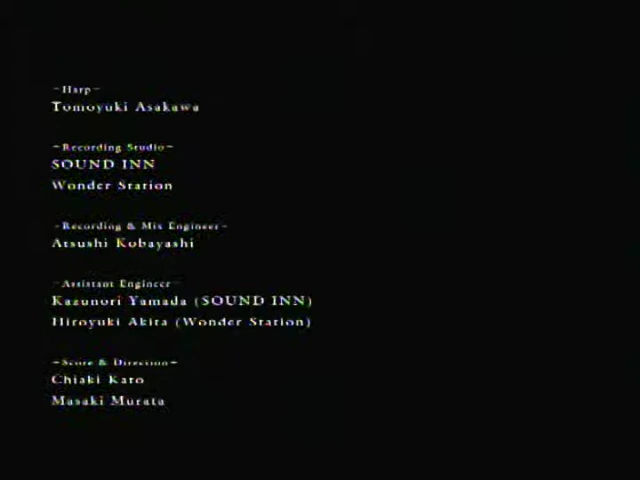 ~Harp~
Tomoyuki Asakawa
~Recording Studio~
SOUND INN
Wonder Station
~Recording & Mix Engineer~
Atsushi Kobayashi
~Assistant Engineer~
Kazunori Yamada (SOUND INN)
Hiroyuki Akita (Wonder Station)
~Score & Direction~
Chiaki Kato
Masaki Murata